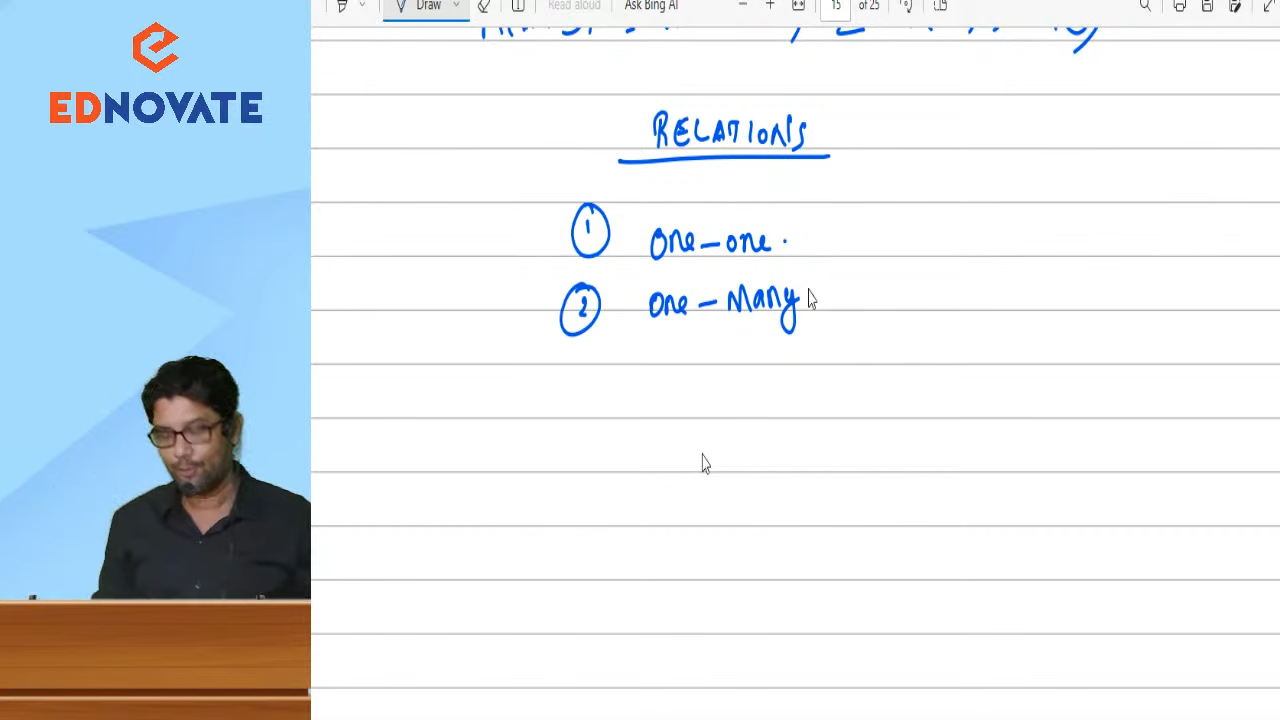 Draw
Read aloud
Ask Bing AI
15 of 25
EDNOVATE
RELATIONS
1 One - one.
2 One - Many